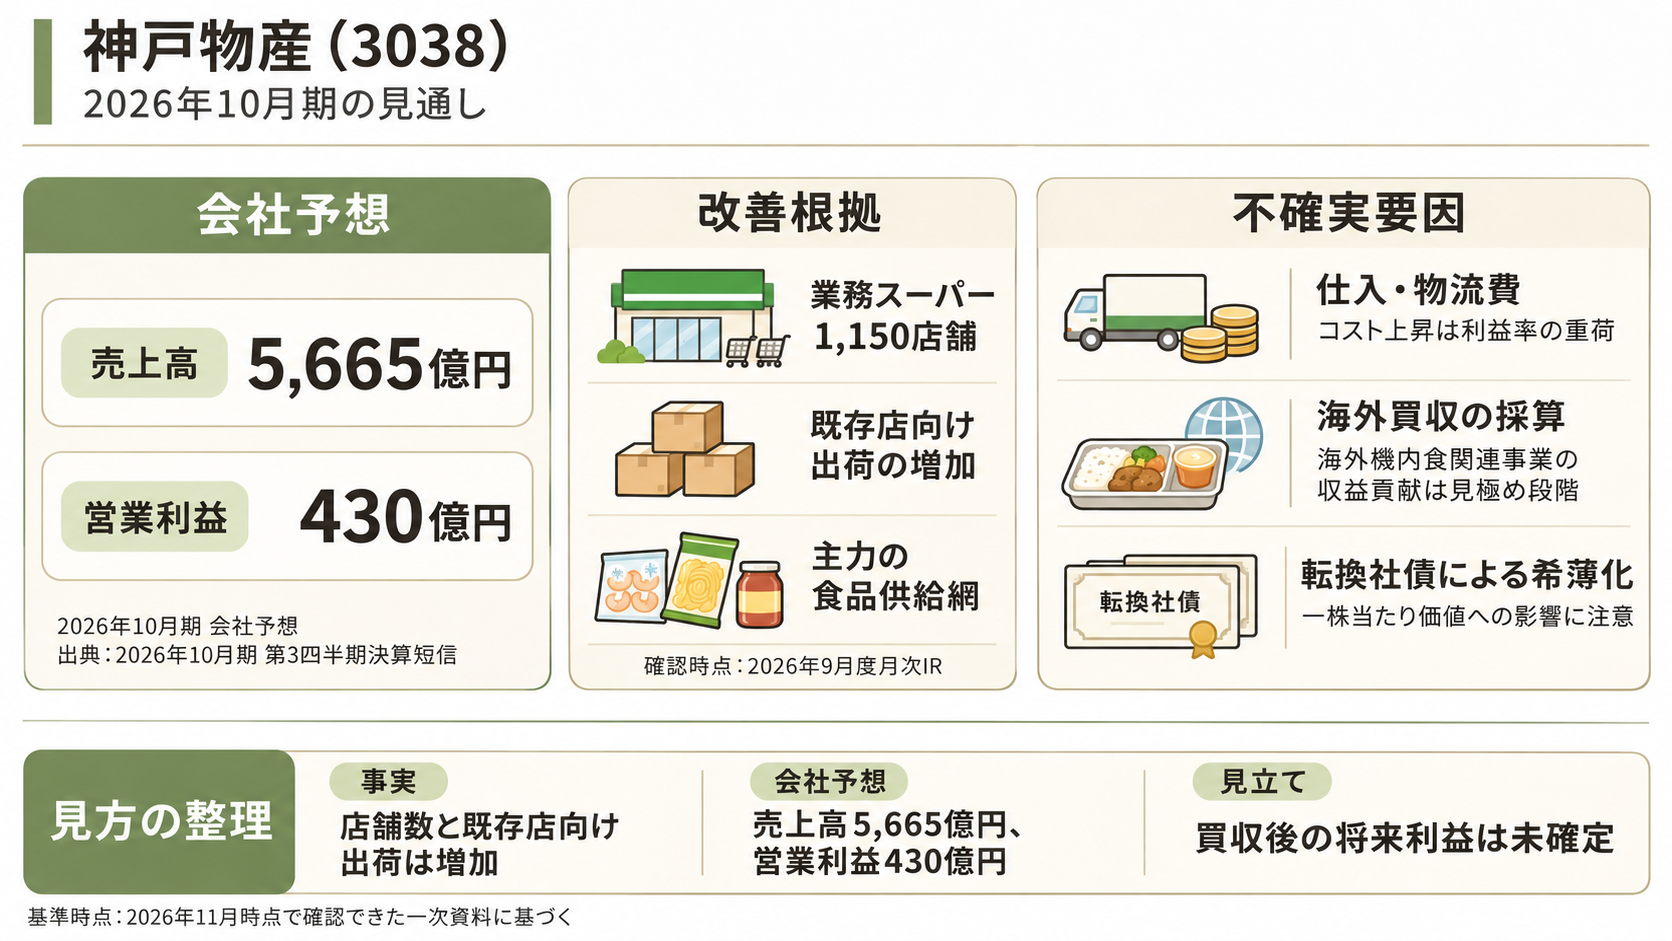 神戸物産（3038）
2026年10月期の見通し
会社予想
売上高 5,665億円
営業利益 430億円
2026年10月期 会社予想
出典：2026年10月期 第3四半期決算短信
改善根拠
業務スーパー
1,150店舗
既存店向け
出荷の増加
主力の
食品供給網
確認時点：2026年9月度月次IR
不確実要因
仕入・物流費
コスト上昇は利益率の重荷
海外買収の採算
海外機内食関連事業の
収益貢献は見極め段階
転換社債
転換社債による希薄化
一株当たり価値への影響に注意
見方の整理
事実
店舗数と既存店向け
出荷は増加
会社予想
売上高5,665億円、
営業利益430億円
見立て
買収後の将来利益は未確定
基準時点：2026年11月時点で確認できた一次資料に基づく